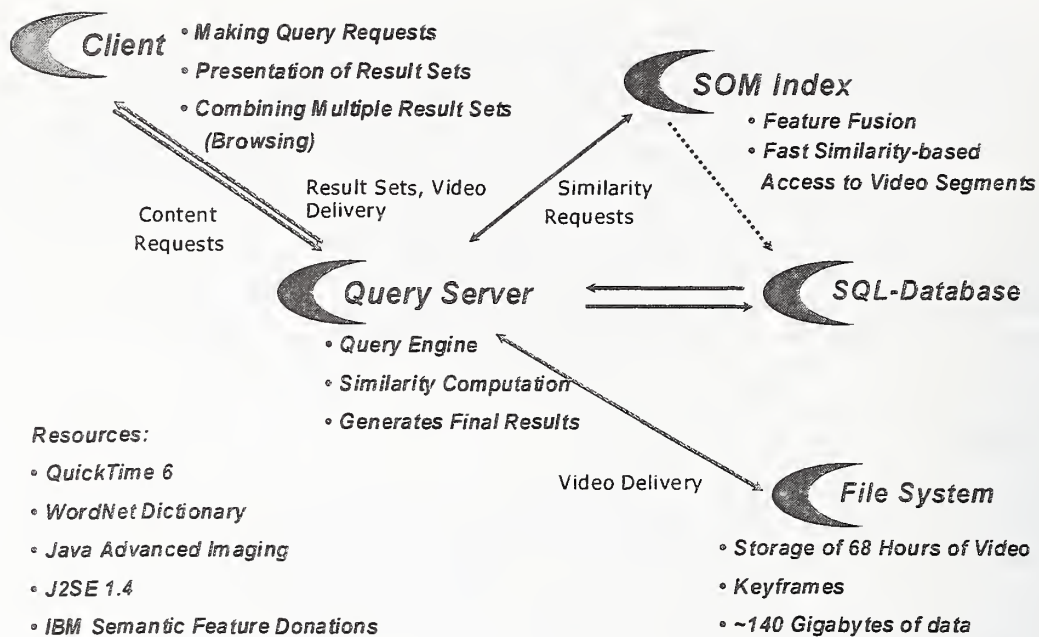 Client
• Making Query Requests
• Presentation of Result Sets
• Combining Multiple Result Sets
(Browsing)
SOM Index
• Feature Fusion
• Fast Similarity-based
Access to Video Segments
Result Sets, Video
Delivery
Similarity
Requests
Content
Requests
Query Server
• Query Engine
• Similarity Computation
• Generates Final Results
SQL-Database
Video Delivery
File System
• Storage of 68 Hours of Video
• Keyframes
• ~140 Gigabytes of data
Resources:
• QuickTime 6
• WordNet Dictionary
• Java Advanced Imaging
• J2SE 1.4
• IBM Semantic Feature Donations